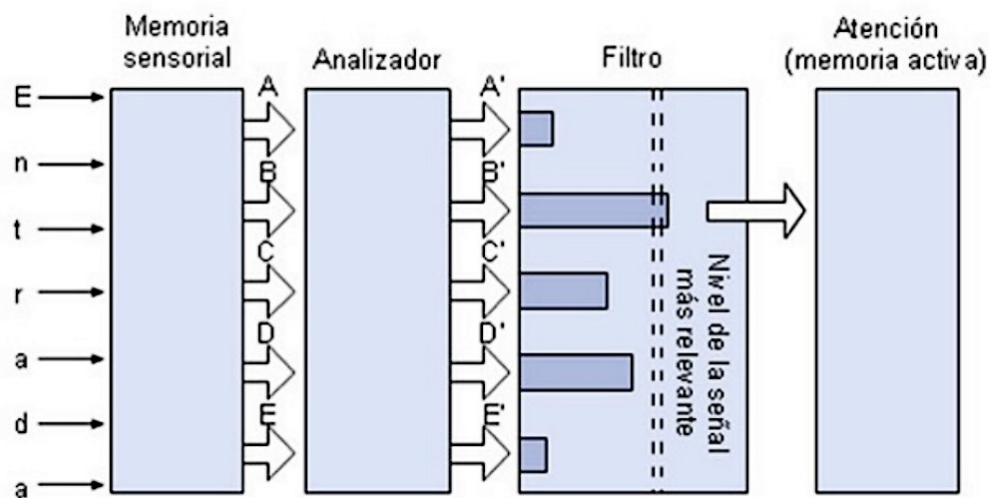 Memoria
sensorial
Analizador
Filtro
Atención
(memoria activa)
E
n
t
r
a
d
a
A
B
C
D
E
A'
B'
C'
D'
E'
Nivel de la señal
más relevante